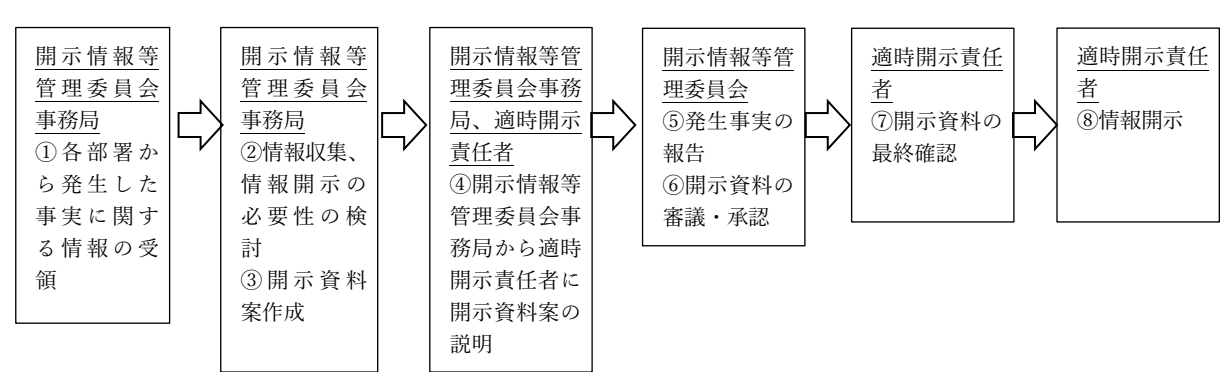 開示情報等
管理委員会
事務局
①各部署か
ら発生した
事実に関す
る情報の受
領
開示情報等
管理委員会
事務局
②情報収集、
情報開示の
必要性の検
討
③開示資料
案作成
開示情報等管
理委員会事務
局、適時開示
責任者
④開示情報等
管理委員会事
務局から適時
開示責任者に
開示資料案の
説明
開示情報等管
理委員会
⑤発生事実の
報告
⑥開示資料の
審議・承認
適時開示責任
者
⑦開示資料の
最終確認
適時開示責任
者
⑧情報開示